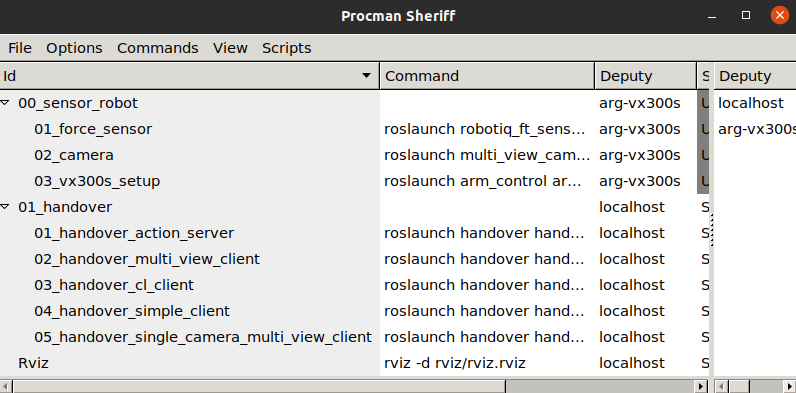 Procman Sheriff
File Options Commands View Scripts
Id Command Deputy S Deputy
00_sensor_robot arg-vx300s U localhost
01_force_sensor roslaunch robotiq_ft_sens... arg-vx300s U arg-vx300s
02_camera roslaunch multi_view_cam... arg-vx300s U
03_vx300s_setup roslaunch arm_control ar... arg-vx300s U
01_handover localhost S
01_handover_action_server roslaunch handover hand... localhost S
02_handover_multi_view_client roslaunch handover hand... localhost S
03_handover_cl_client roslaunch handover hand... localhost S
04_handover_simple_client roslaunch handover hand... localhost S
05_handover_single_camera_multi_view_client roslaunch handover hand... localhost S
Rviz rviz -d rviz/rviz.rviz localhost S